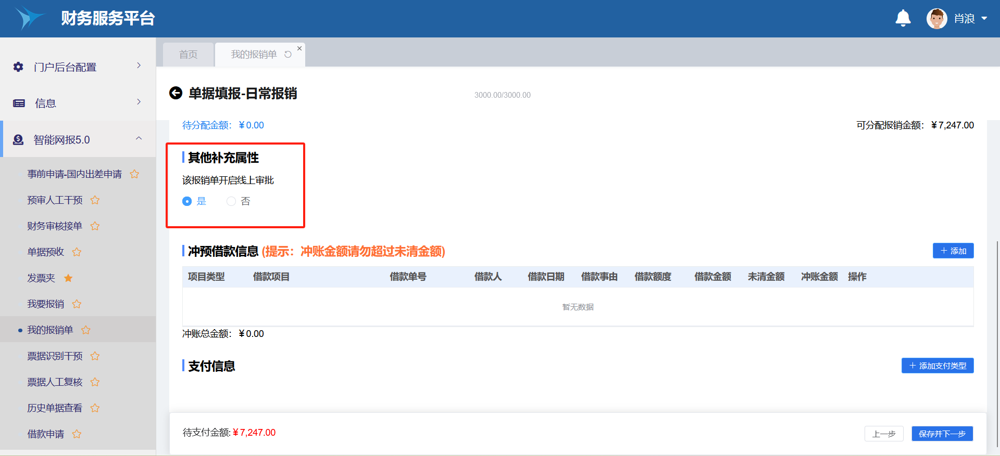 财务服务平台
肖浪
门户后台配置
信息
智能网报5.0
事前申请-国内出差申请
预审人工干预
财务审核接单
单据预收
发票夹
我要报销
我的报销单
票据识别干预
票据人工复核
历史单据查看
借款申请
首页 我的报销单
单据填报-日常报销
3000.00/3000.00
待分配金额： ¥0.00 可分配报销金额： ¥7,247.00
其他补充属性
该报销单开启线上审批
是 否
冲预借款信息 (提示：冲账金额请勿超过未清金额) 添加
项目类型 借款项目 借款单号 借款人 借款日期 借款事由 借款额度 借款金额 未清金额 冲账金额 操作
暂无数据
冲账总金额： ¥0.00
支付信息 添加支付类型
待支付金额: ¥7,247.00 上一步 保存并下一步